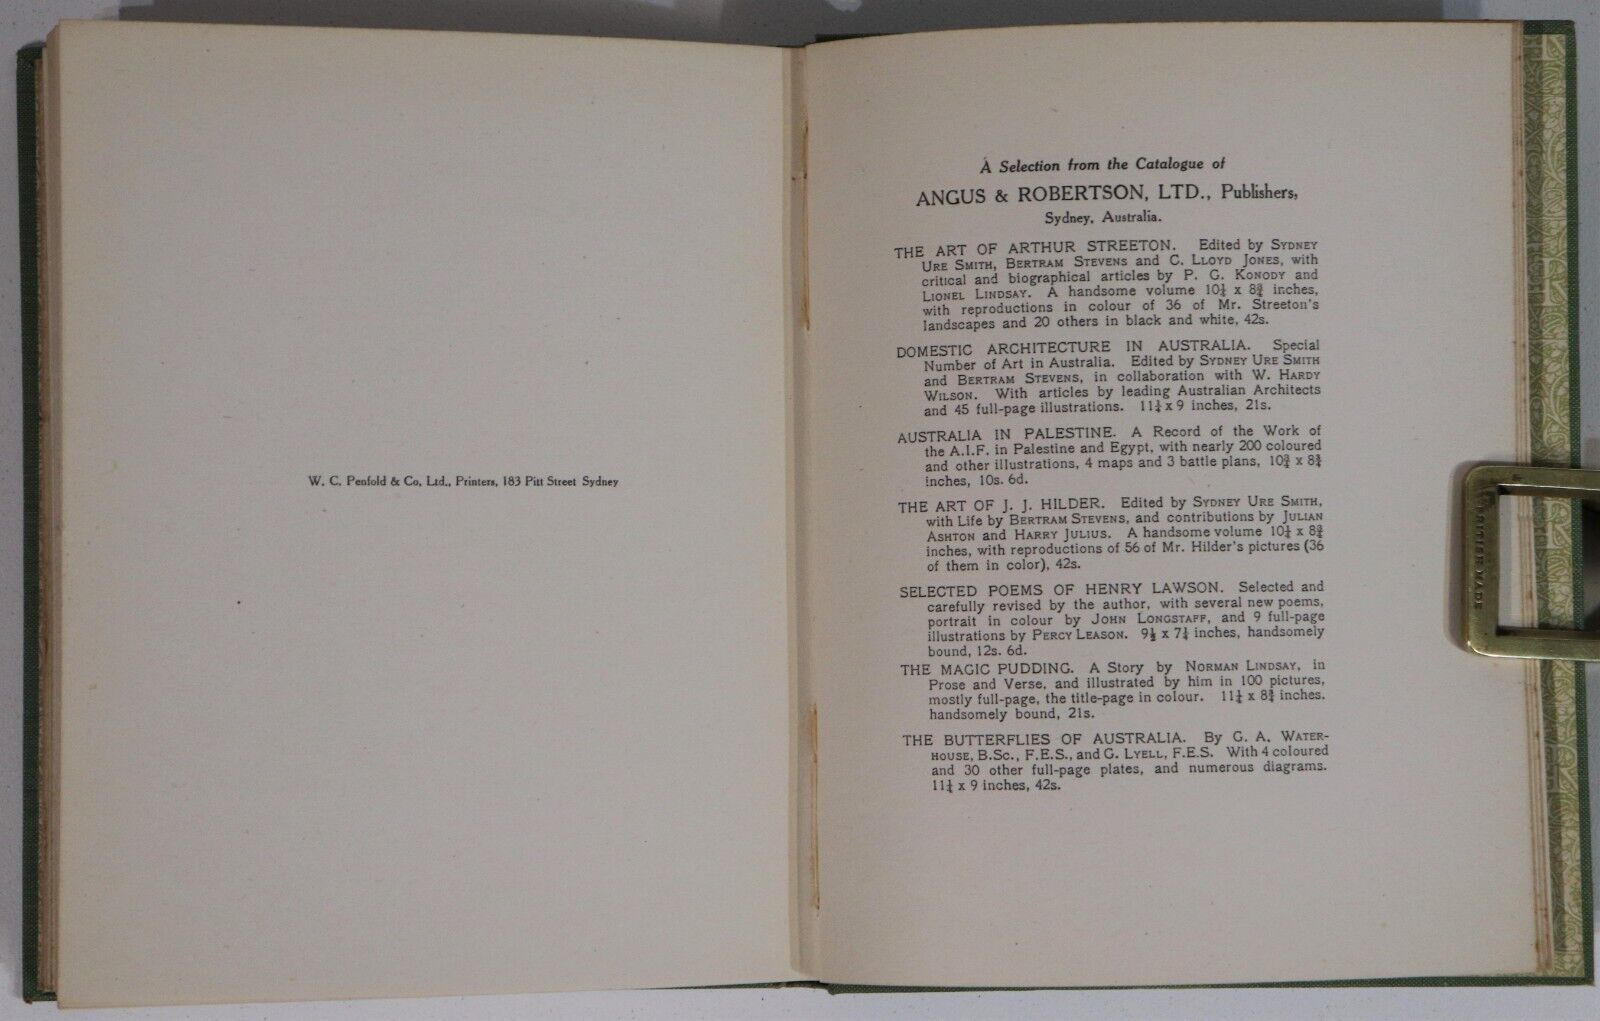 W. C. Penfold & Co, Ltd., Printers, 183 Pitt Street Sydney
A Selection from the Catalogue of
ANGUS & ROBERTSON, LTD., Publishers,
Sydney, Australia.
THE ART OF ARTHUR STREETON. Edited by SYDNEY
URE SMITH, BERTRAM STEVENS and C. LLOYD JONES, with
critical and biographical articles by P. G. KONODY and
LIONEL LINDSAY. A handsome volume 10¼ x 8¾ inches,
with reproductions in colour of 36 of Mr. Streeton's
landscapes and 20 others in black and white, 42s.
DOMESTIC ARCHITECTURE IN AUSTRALIA. Special
Number of Art in Australia. Edited by SYDNEY URE SMITH
and BERTRAM STEVENS, in collaboration with W. HARDY
WILSON. With articles by leading Australian Architects
and 45 full-page illustrations. 11¼ x 9 inches, 21s.
AUSTRALIA IN PALESTINE. A Record of the Work of
the A.I.F. in Palestine and Egypt, with nearly 200 coloured
and other illustrations, 4 maps and 3 battle plans, 10¾ x 8¾
inches, 10s. 6d.
THE ART OF J. J. HILDER. Edited by SYDNEY URE SMITH,
with Life by BERTRAM STEVENS, and contributions by JULIAN
ASHTON and HARRY JULIUS. A handsome volume 10¼ x 8¾
inches, with reproductions of 56 of Mr. Hilder's pictures (36
of them in color), 42s.
SELECTED POEMS OF HENRY LAWSON. Selected and
carefully revised by the author, with several new poems,
portrait in colour by JOHN LONGSTAFF, and 9 full-page
illustrations by PERCY LEASON. 9½ x 7¼ inches, handsomely
bound, 12s. 6d.
THE MAGIC PUDDING. A Story by NORMAN LINDSAY, in
Prose and Verse, and illustrated by him in 100 pictures,
mostly full-page, the title-page in colour. 11¼ x 8¾ inches.
handsomely bound, 21s.
THE BUTTERFLIES OF AUSTRALIA. By G. A. WATER-
HOUSE, B.Sc., F.E.S., and G. LYELL, F.E.S. With 4 coloured
and 30 other full-page plates, and numerous diagrams.
11¼ x 9 inches, 42s.
BRITISH MADE